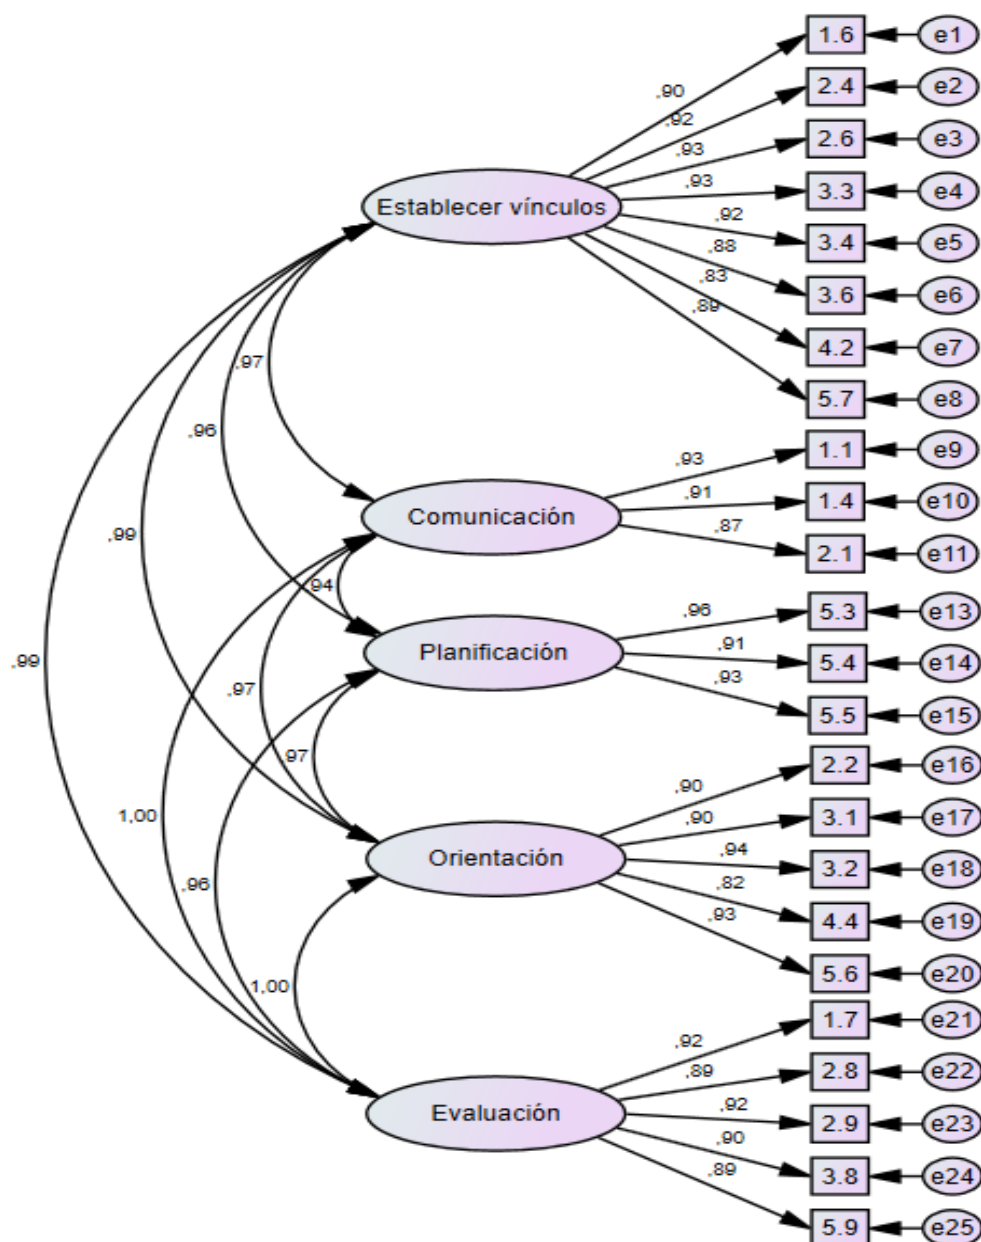 1.6 e1
,90
2.4 e2
,92
2.6 e3
,93
3.3 e4
,93
Establecer vínculos
3.4 e5
,92
3.6 e6
,88
4.2 e7
,83
5.7 e8
,89
,97
,96
,99
,99
1.1 e9
,93
Comunicación
1.4 e10
,91
2.1 e11
,87
,94
5.3 e13
,96
Planificación
5.4 e14
,91
5.5 e15
,93
,97
,97
2.2 e16
,90
3.1 e17
,90
Orientación
3.2 e18
,94
4.4 e19
,82
5.6 e20
,93
1,00
,96
1,00
1.7 e21
,92
2.8 e22
,89
Evaluación
2.9 e23
,92
3.8 e24
,90
5.9 e25
,89